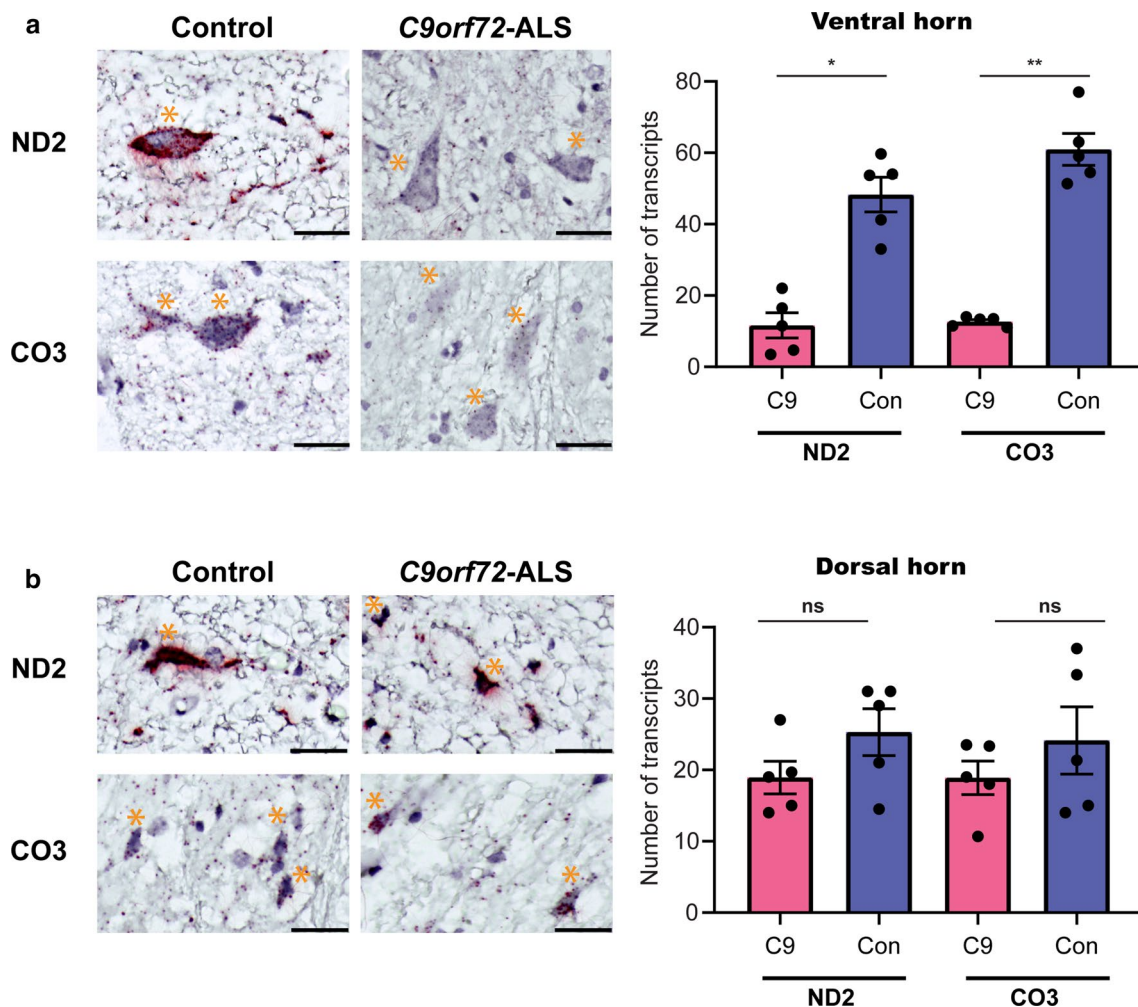 a
Control
C9orf72-ALS
ND2
*
*
*
CO3
*
*
*
*
*
Ventral horn
Number of transcripts
80
60
40
20
0
*
**
C9
Con
C9
Con
ND2
CO3
b
Control
C9orf72-ALS
ND2
*
*
*
CO3
*
*
*
*
*
Dorsal horn
Number of transcripts
40
30
20
10
0
ns
ns
C9
Con
C9
Con
ND2
CO3